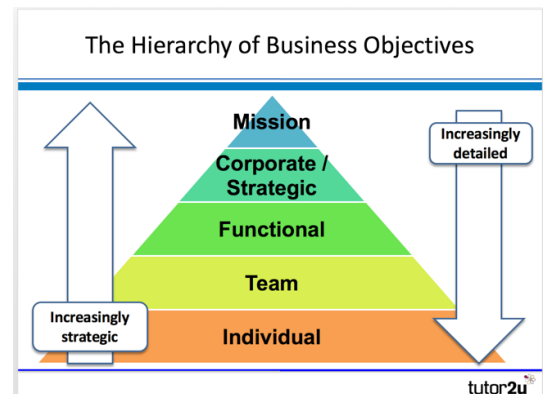 The Hierarchy of Business Objectives
Mission
Increasingly
detailed
Corporate /
Strategic
Functional
Team
Increasingly
strategic
Individual
tutor2u